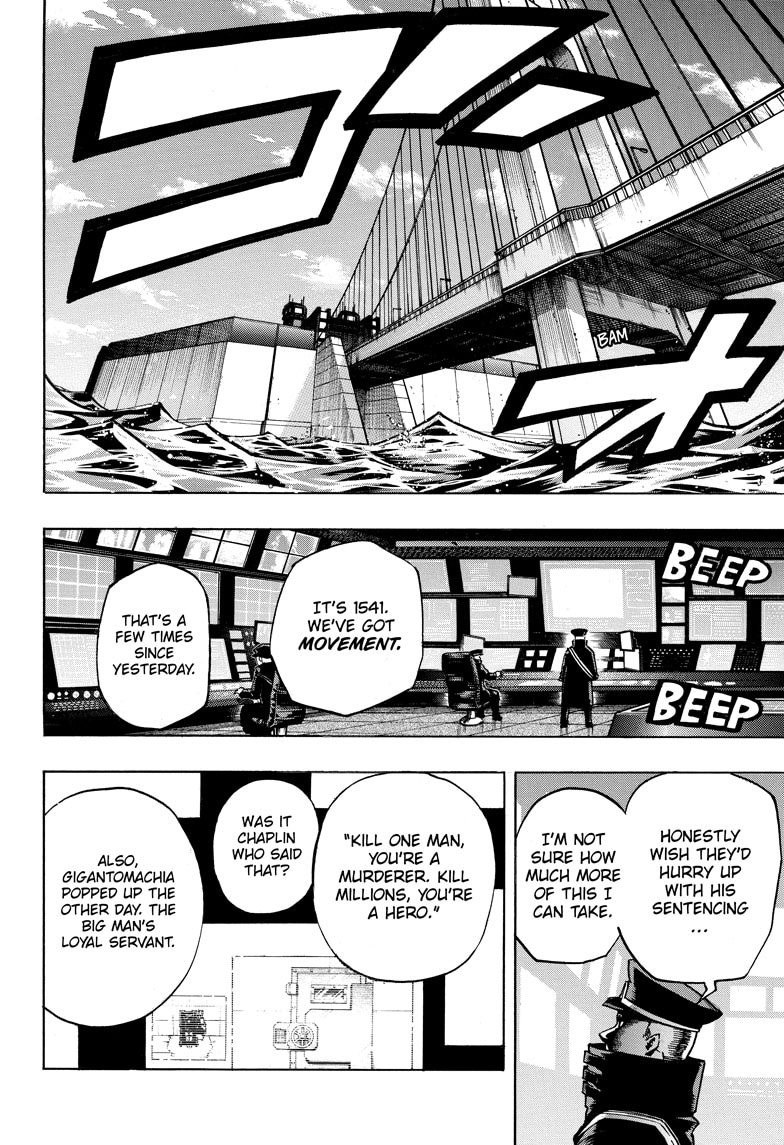 ゴオ
BAM
BEEP
IT'S 1541.
WE'VE GOT
MOVEMENT.
THAT'S A
FEW TIMES
SINCE
YESTERDAY.
BEEP
HONESTLY
WISH THEY'D
HURRY UP
WITH HIS
SENTENCING
...
I'M NOT
SURE HOW
MUCH MORE
OF THIS I
CAN TAKE.
"KILL ONE MAN,
YOU'RE A
MURDERER. KILL
MILLIONS, YOU'RE
A HERO."
WAS IT
CHAPLIN
WHO SAID
THAT?
ALSO,
GIGANTOMACHIA
POPPED UP THE
OTHER DAY. THE
BIG MAN'S
LOYAL SERVANT.